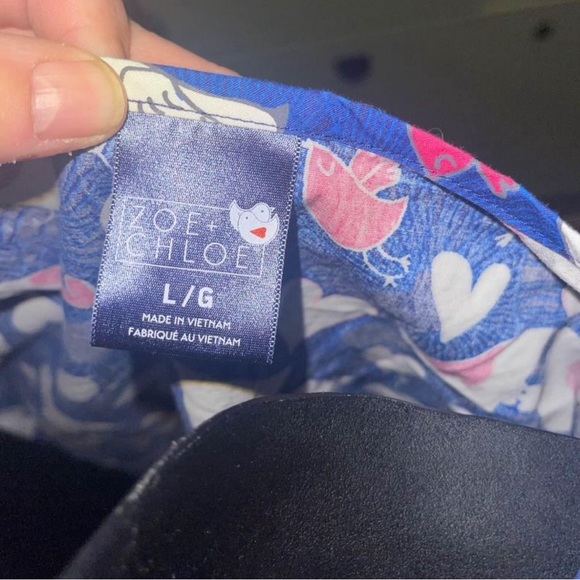 ZOE+
CHLOE
L/G
MADE IN VIETNAM
FABRIQUÉ AU VIETNAM